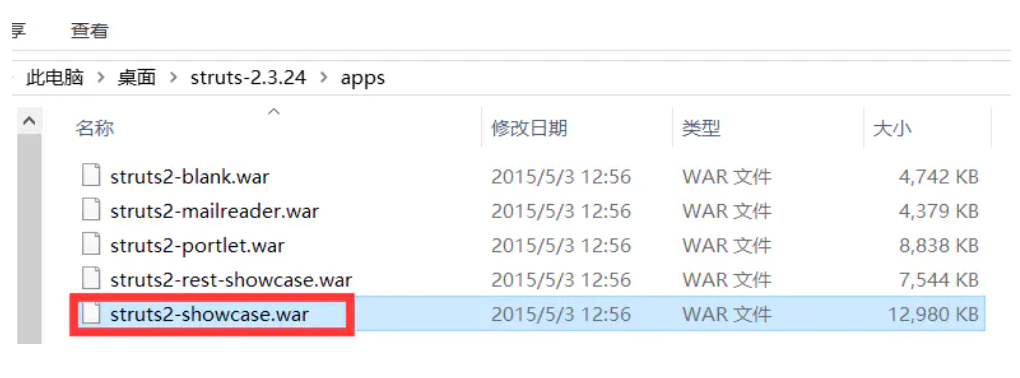 享 查看
此电脑 > 桌面 > struts-2.3.24 > apps
名称 修改日期 类型 大小
struts2-blank.war 2015/5/3 12:56 WAR 文件 4,742 KB
struts2-mailreader.war 2015/5/3 12:56 WAR 文件 4,379 KB
struts2-portlet.war 2015/5/3 12:56 WAR 文件 8,838 KB
struts2-rest-showcase.war 2015/5/3 12:56 WAR 文件 7,544 KB
struts2-showcase.war 2015/5/3 12:56 WAR 文件 12,980 KB